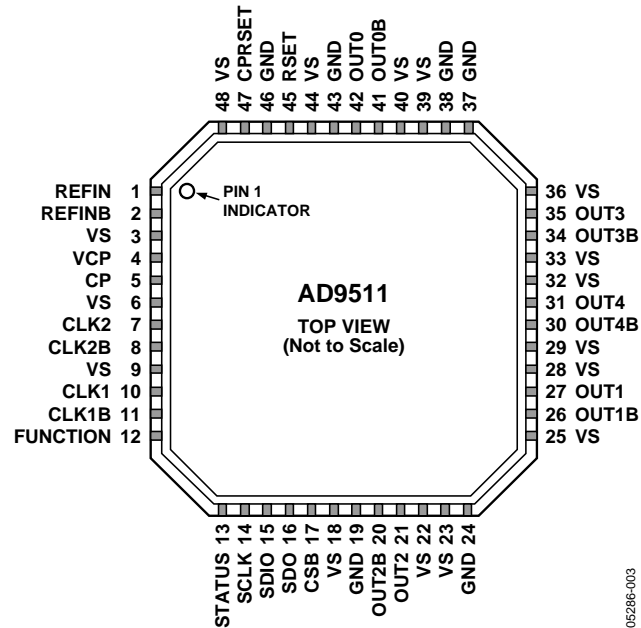 48 VS
47 CPRSET
46 GND
45 RSET
44 VS
43 GND
42 OUT0
41 OUT0B
40 VS
39 VS
38 GND
37 GND
REFIN 1
REFINB 2
VS 3
VCP 4
CP 5
VS 6
CLK2 7
CLK2B 8
VS 9
CLK1 10
CLK1B 11
FUNCTION 12
PIN 1
INDICATOR
AD9511
TOP VIEW
(Not to Scale)
36 VS
35 OUT3
34 OUT3B
33 VS
32 VS
31 OUT4
30 OUT4B
29 VS
28 VS
27 OUT1
26 OUT1B
25 VS
STATUS 13
SCLK 14
SDIO 15
SDO 16
CSB 17
VS 18
GND 19
OUT2B 20
OUT2 21
VS 22
VS 23
GND 24
05286-003